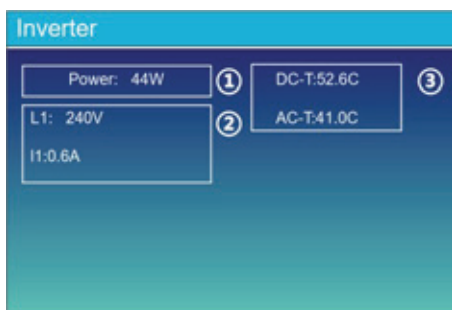 Inverter
Power: 44W
①
DC-T:52.6C
③
L1: 240V
②
AC-T:41.0C
I1:0.6A